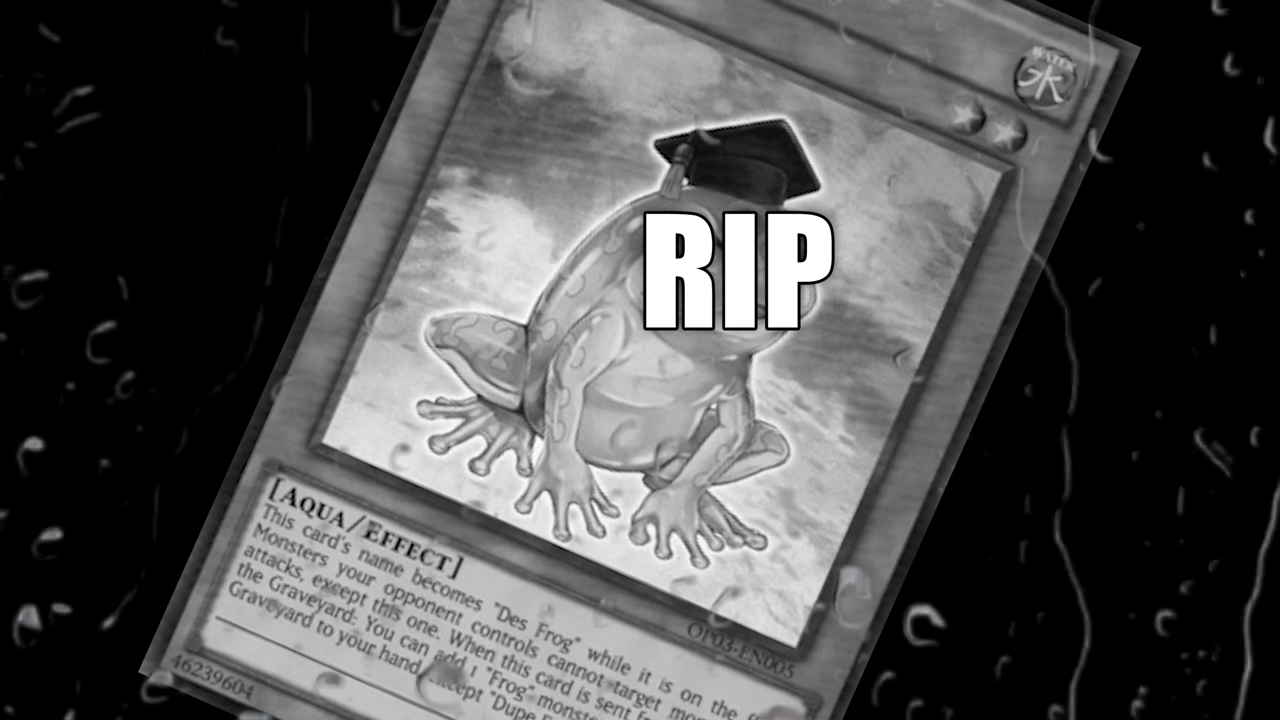 WATER
水
RIP
[AQUA/EFFECT]
This card's name becomes "Des Frog" while it is on the
Monsters your opponent controls cannot target
attacks, except this one. When this card is sent
the Graveyard: You can add 1 "Frog"
Graveyard to your hand, except "Dupe
OP03-EN005
46239604